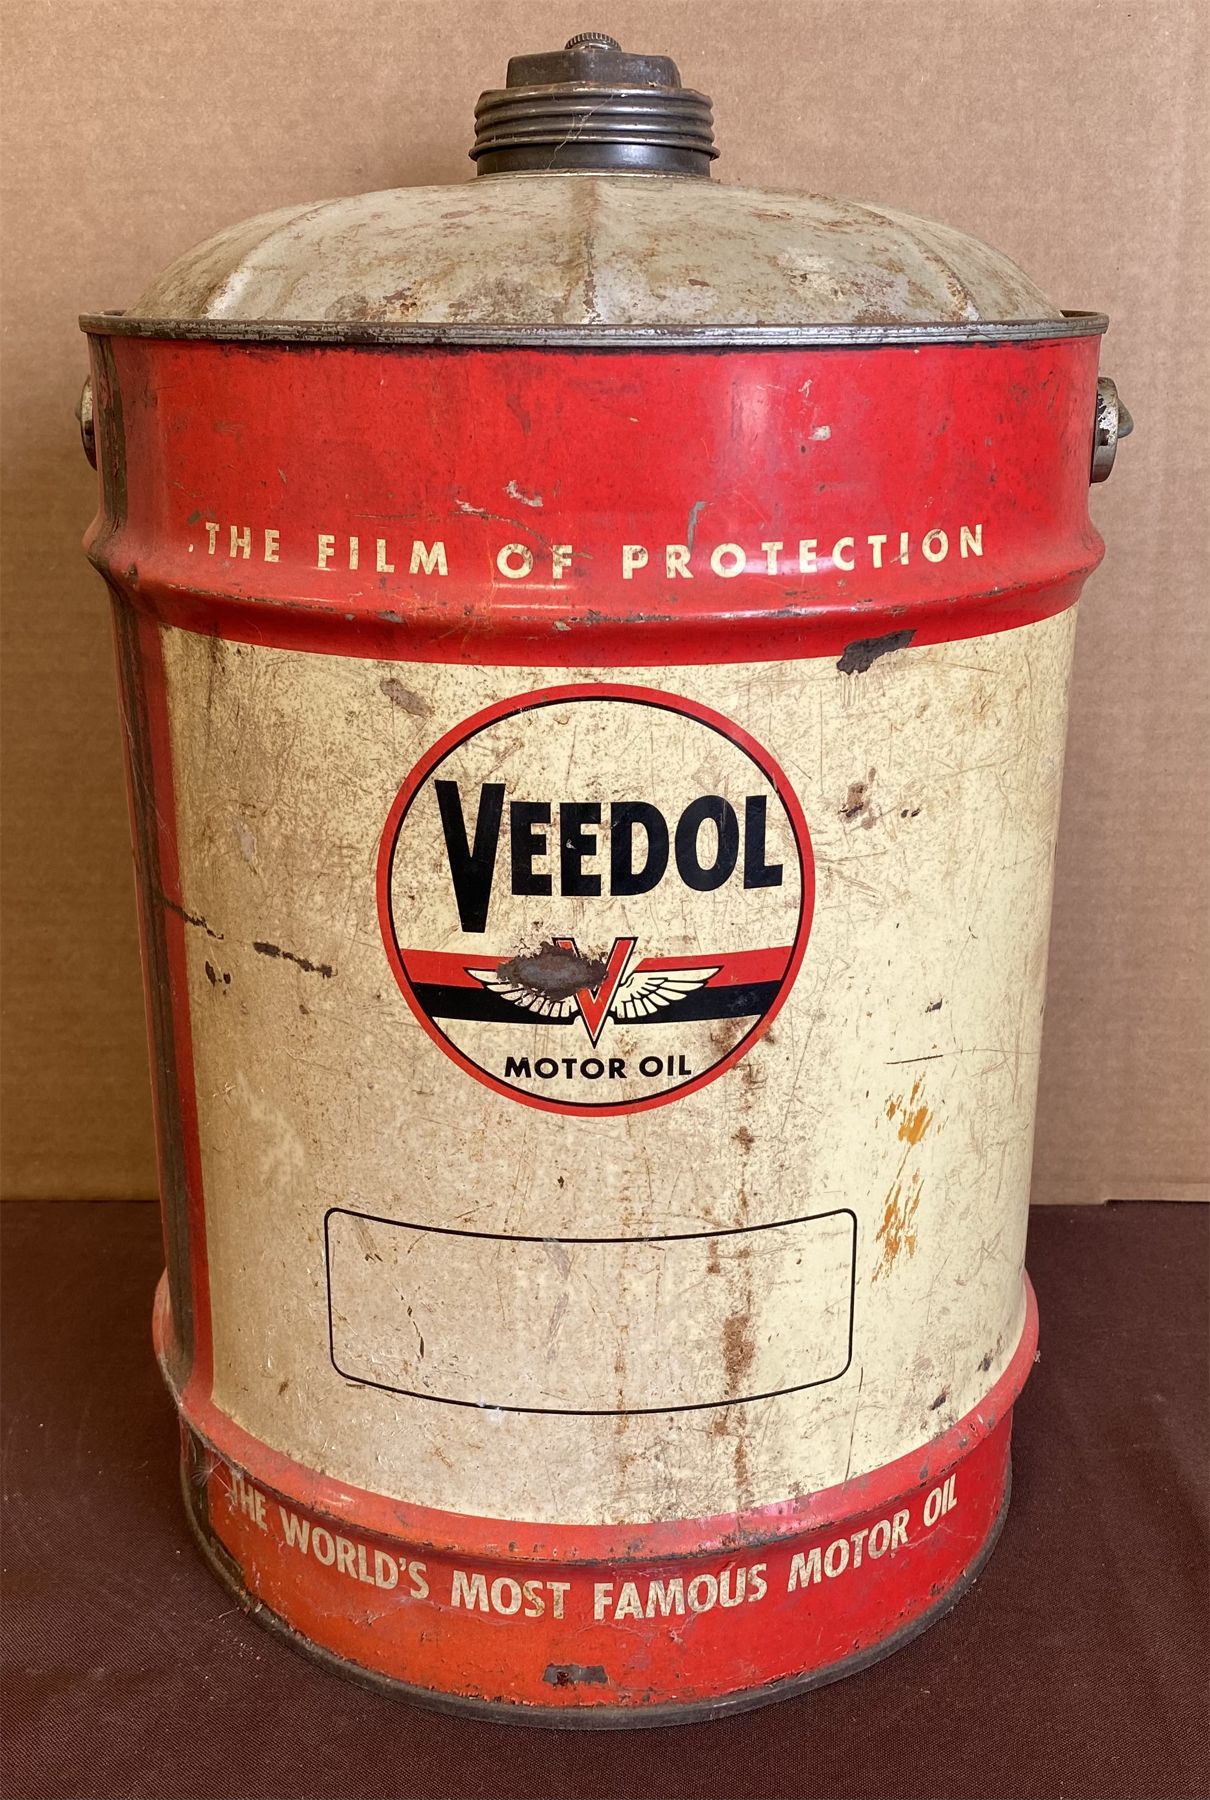 THE FILM OF PROTECTION
VEEDOL
V
MOTOR OIL
THE WORLD'S MOST FAMOUS MOTOR OIL